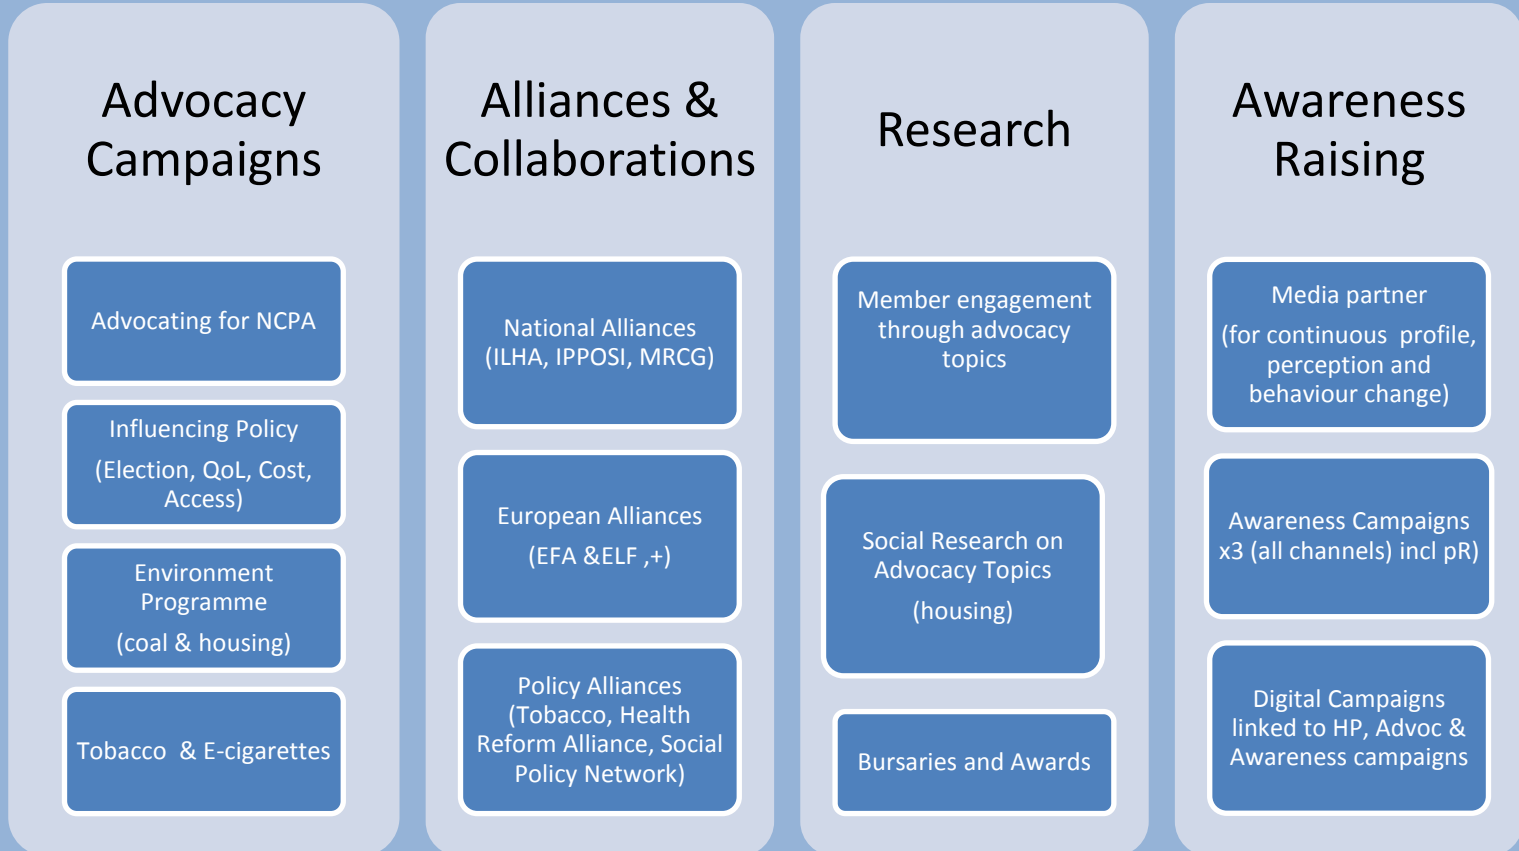 Advocacy
Campaigns
Advocating for NCPA
Influencing Policy
(Election, QoL, Cost,
Access)
Environment
Programme
(coal & housing)
Tobacco  & E-cigarettes
Alliances &
Collaborations
National Alliances
(ILHA, IPPOSI, MRCG)
European Alliances
(EFA &ELF ,+)
Policy Alliances
(Tobacco, Health
Reform Alliance, Social
Policy Network)
Research
Member engagement
through advocacy
topics
Social Research on
Advocacy Topics
(housing)
Bursaries and Awards
Awareness
Raising
Media partner
(for continuous  profile,
perception and
behaviour change)
Awareness Campaigns
x3 (all channels) incl pR)
Digital Campaigns
linked to HP, Advoc &
Awareness campaigns